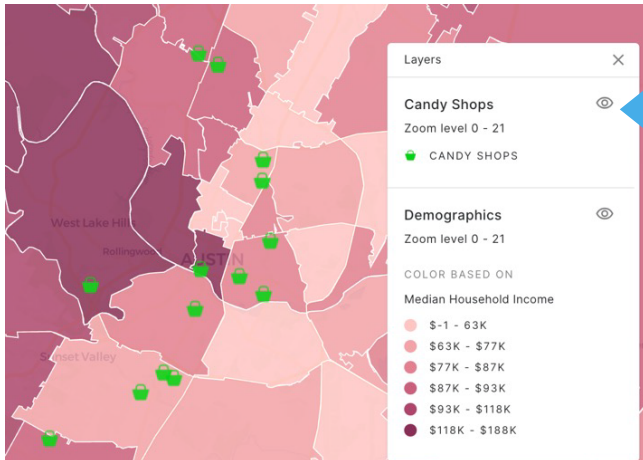 Layers
Candy Shops
Zoom level 0 - 21
CANDY SHOPS
Demographics
Zoom level 0 - 21
COLOR BASED ON
Median Household Income
$-1 - 63K
$63K - $77K
$77K - $87K
$87K - $93K
$93K - $118K
$118K - $188K
West Lake Hills
Rollingwood
AUSTIN
Sunset Valley